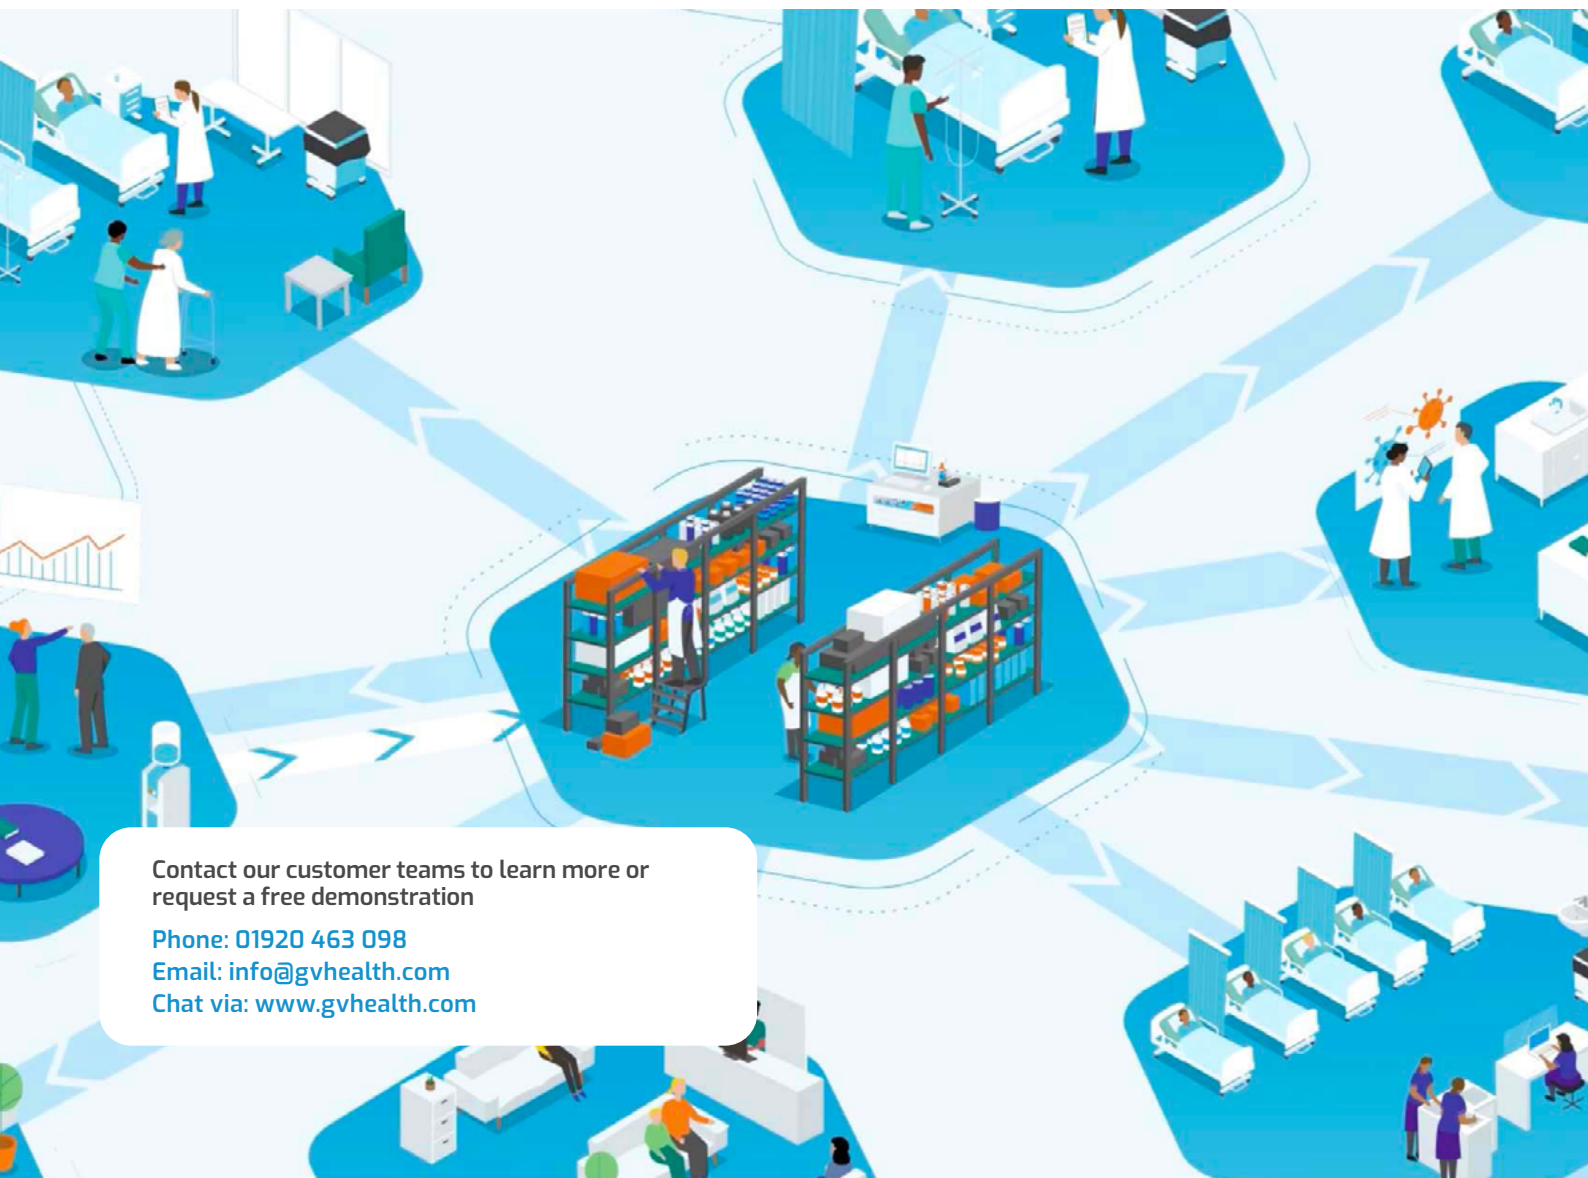 Contact our customer teams to learn more or
request a free demonstration
Phone: 01920 463 098
Email: info@gvhealth.com
Chat via: www.gvhealth.com